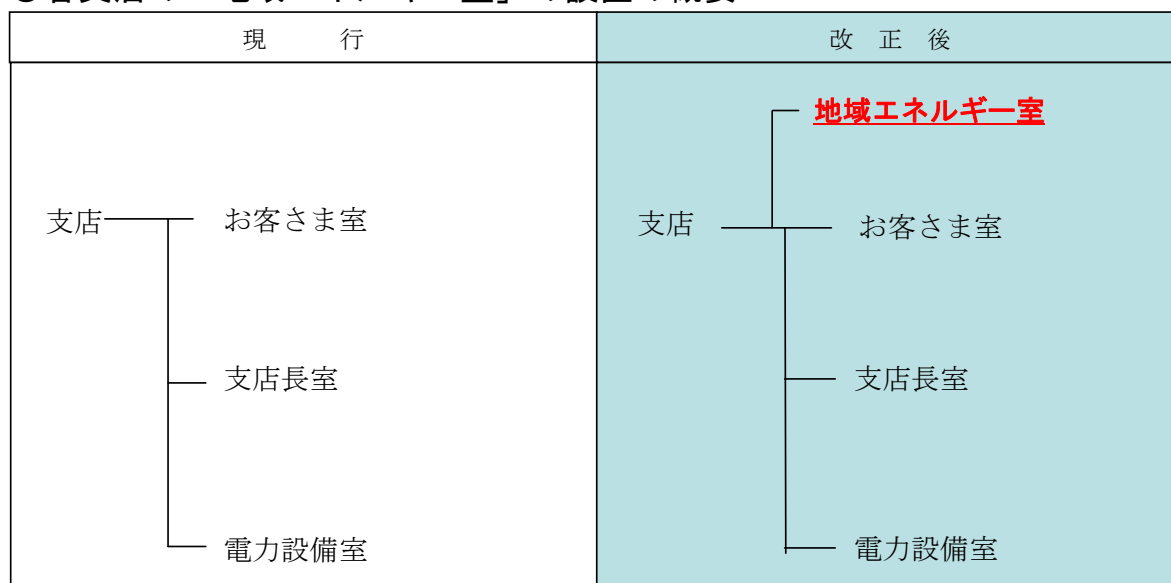 現 行
支店 お客さま室
支店長室
電力設備室
改 正 後
地域エネルギー室
支店 お客さま室
支店長室
電力設備室